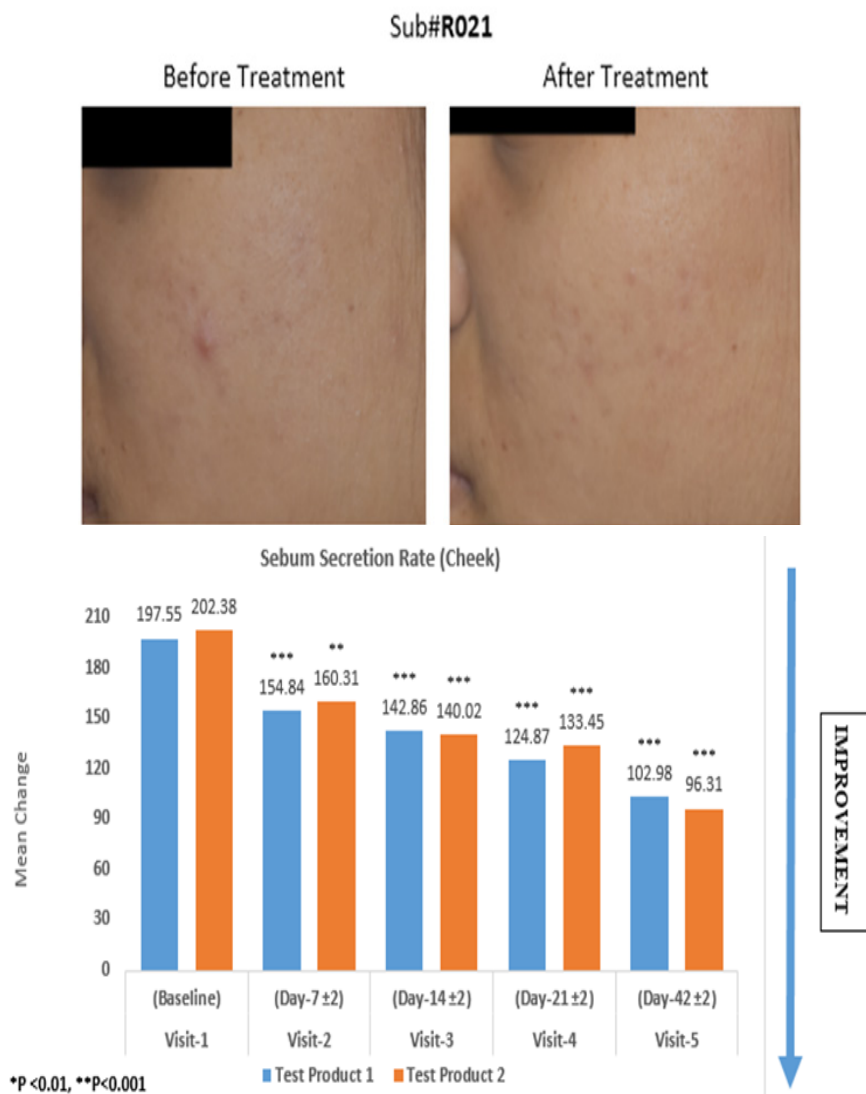 Sub#R021
Before Treatment After Treatment
Sebum Secretion Rate (Cheek)
210
180
150
120
90
60
30
0
Mean Change
197.55 202.38
*** **
154.84 160.31
*** ***
142.86 140.02
*** ***
124.87 133.45
*** ***
102.98 96.31
(Baseline) (Day-7 ±2) (Day-14 ±2) (Day-21 ±2) (Day-42 ±2)
Visit-1 Visit-2 Visit-3 Visit-4 Visit-5
Test Product 1 Test Product 2
*P <0.01, **P<0.001
IMPROVEMENT